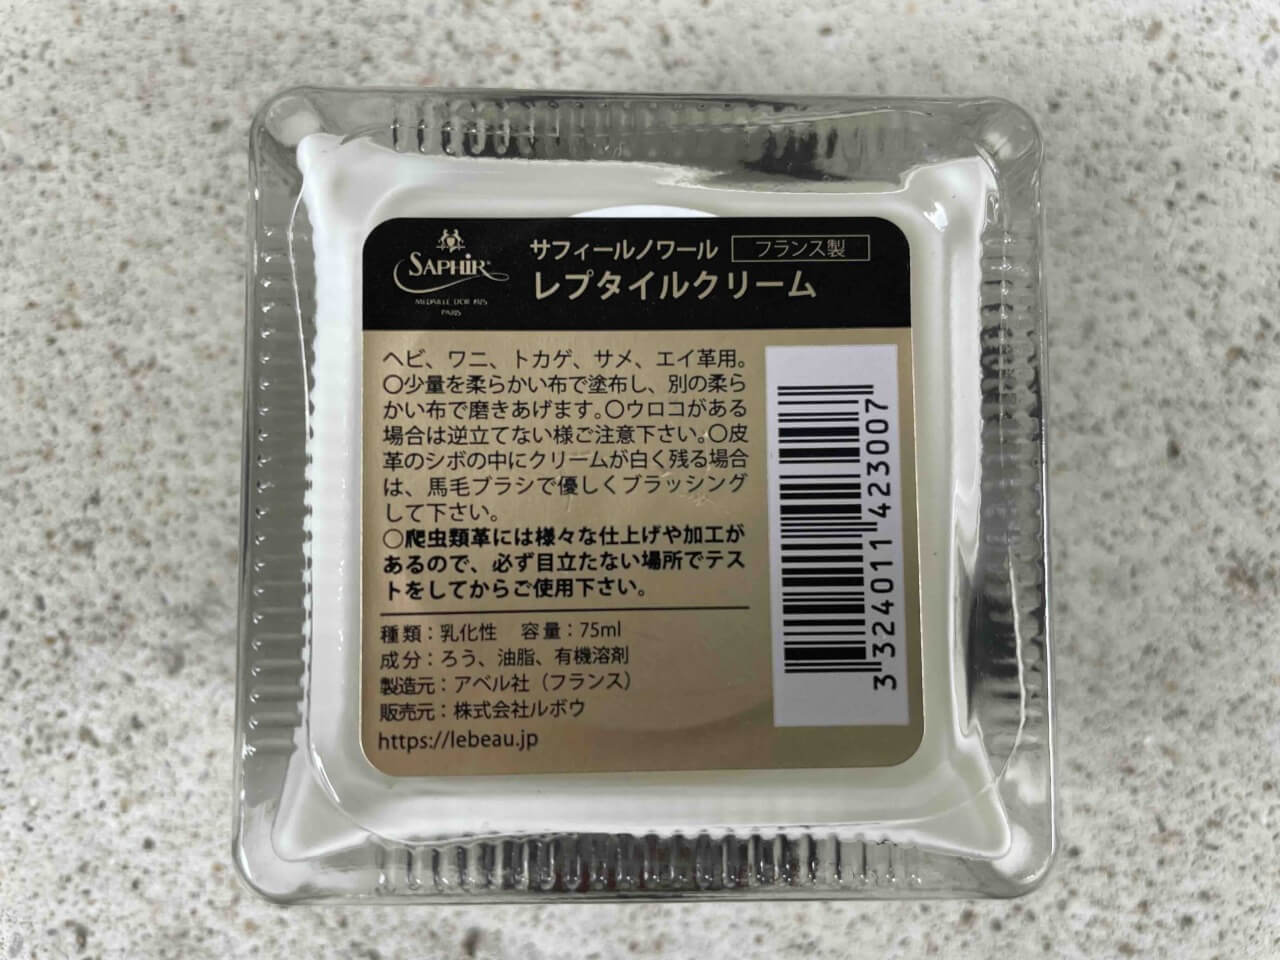 SAPHIR
MEDAILLE D'OR 1925
PARIS
サフィールノワール フランス製
レプタイルクリーム
ヘビ、ワニ、トカゲ、サメ、エイ革用。
○少量を柔らかい布で塗布し、別の柔ら
かい布で磨きあげます。○ウロコがある
場合は逆立てない様ご注意下さい。○皮
革のシボの中にクリームが白く残る場合
は、馬毛ブラシで優しくブラッシング
して下さい。
○爬虫類革には様々な仕上げや加工が
あるので、必ず目立たない場所でテス
トをしてからご使用下さい。
種類：乳化性 容量：75ml
成分：ろう、油脂、有機溶剤
製造元：アベル社（フランス）
販売元：株式会社ルボウ
https://lebeau.jp
3 324011 423007